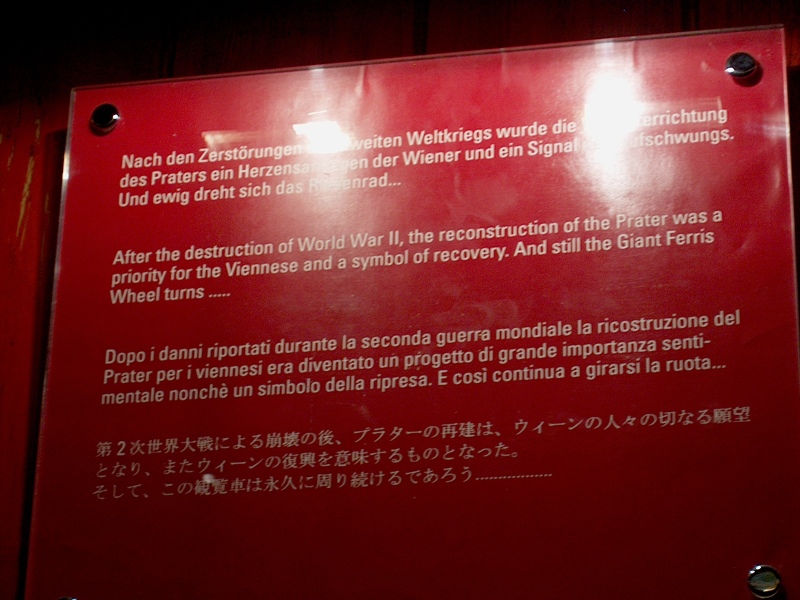 Nach den Zerstörungen weiten Weltkriegs wurde die errichtung
des Praters ein der Wiener und ein Signal ufschwungs.
Und ewig dreht sich das senrad...
After the destruction of World War II, the reconstruction of the Prater was a
priority for the Viennese and a symbol of recovery. And still the Giant Ferris
Wheel turns .....
Dopo i danni riportati durante la seconda guerra mondiale la ricostruzione del
Prater per i viennesi era diventato un progetto di grande importanza senti-
mentale nonchè un simbolo della ripresa. E così continua a girarsi la ruota...
第2次世界大戦による崩壊の後、プラターの再建は、ウィーンの人々の切なる願望
となり、またウィーンの復興を意味するものとなった。
そして、この観覧車は永久に周り続けるであろう.................